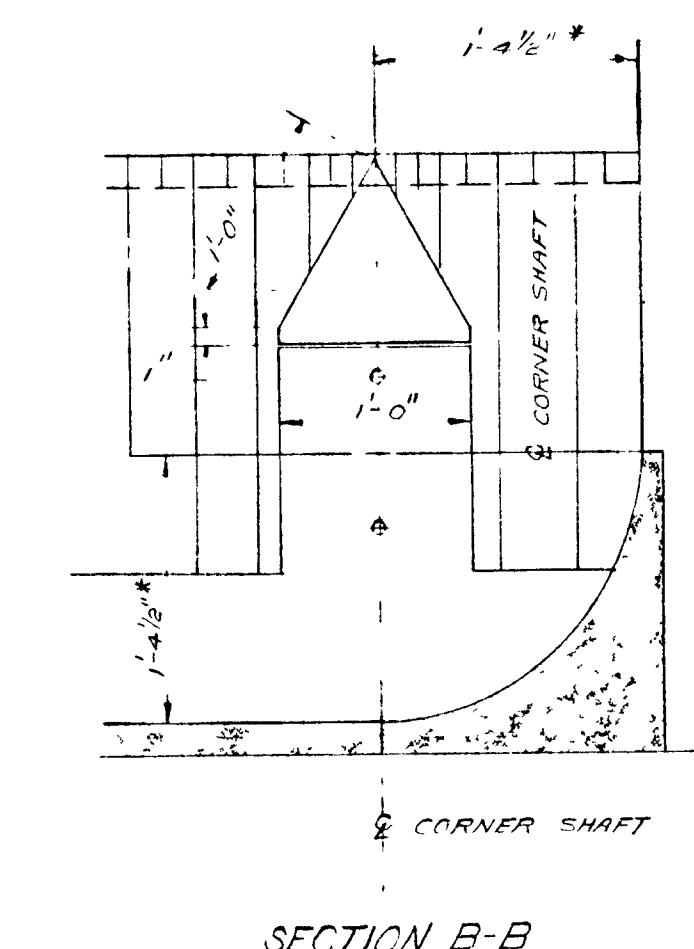 1'-4½" *
1'-0"
℄ CORNER SHAFT
1"
1'-0"
1'-4½" *
℄ CORNER SHAFT
SECTION B-B